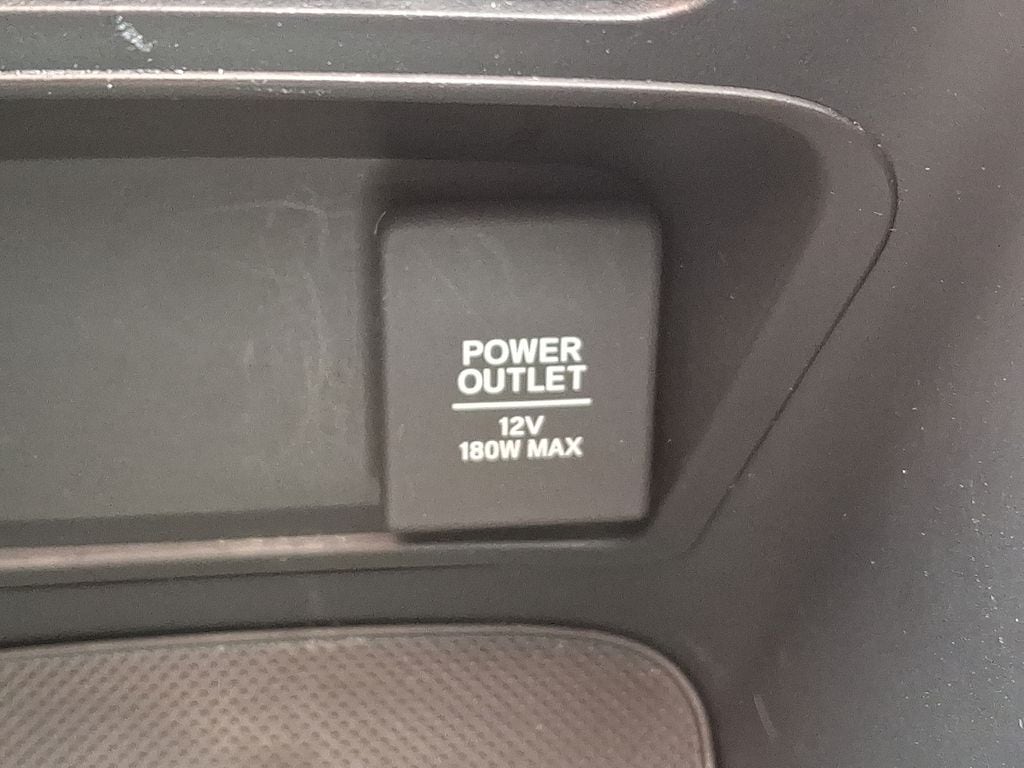 POWER
OUTLET
12V
180W MAX